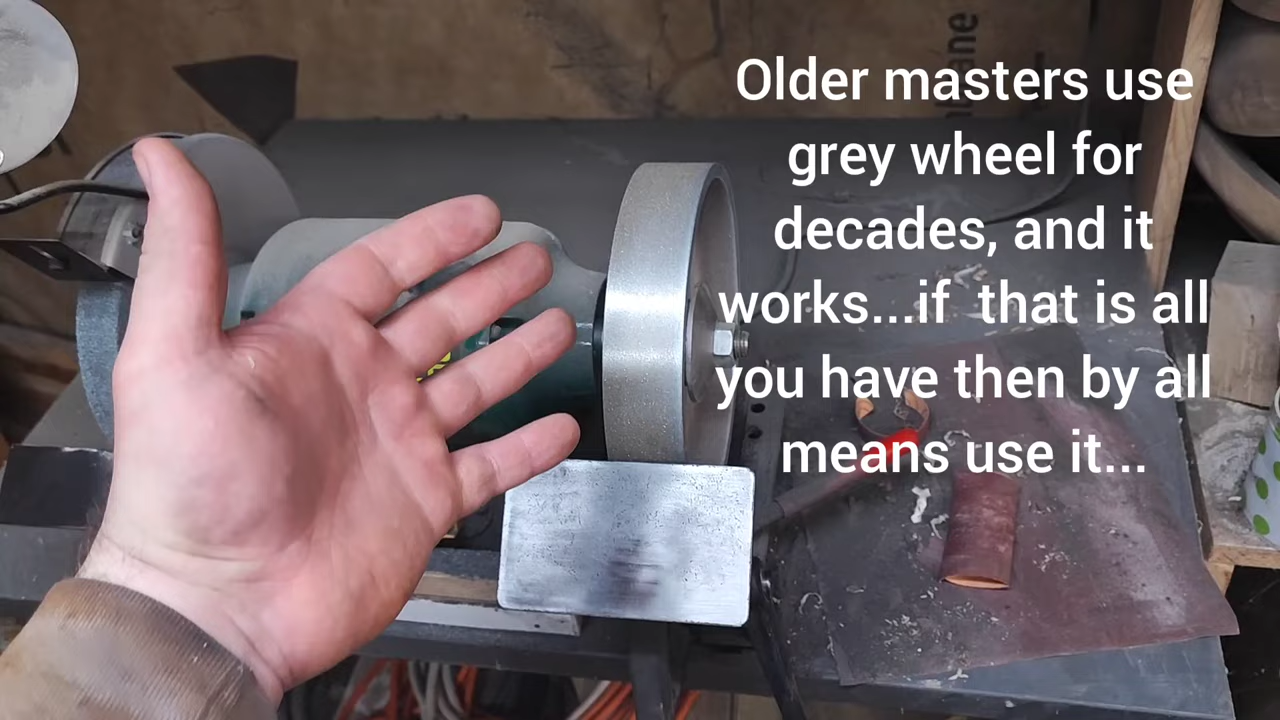 Older masters use
grey wheel for
decades, and it
works...if  that is all
you have then by all
means use it...